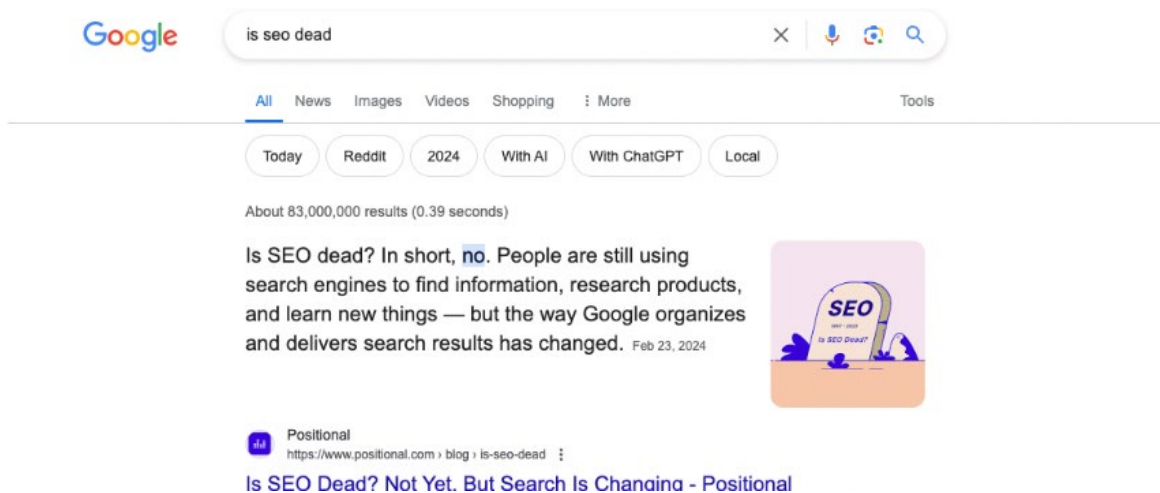 Google
is seo dead
All News Images Videos Shopping More Tools
Today Reddit 2024 With AI With ChatGPT Local
About 83,000,000 results (0.39 seconds)
Is SEO dead? In short, no. People are still using
search engines to find information, research products,
and learn new things — but the way Google organizes
and delivers search results has changed. Feb 23, 2024
SEO
Is SEO Dead?
Positional
https://www.positional.com › blog › is-seo-dead
Is SEO Dead? Not Yet, But Search Is Changing - Positional